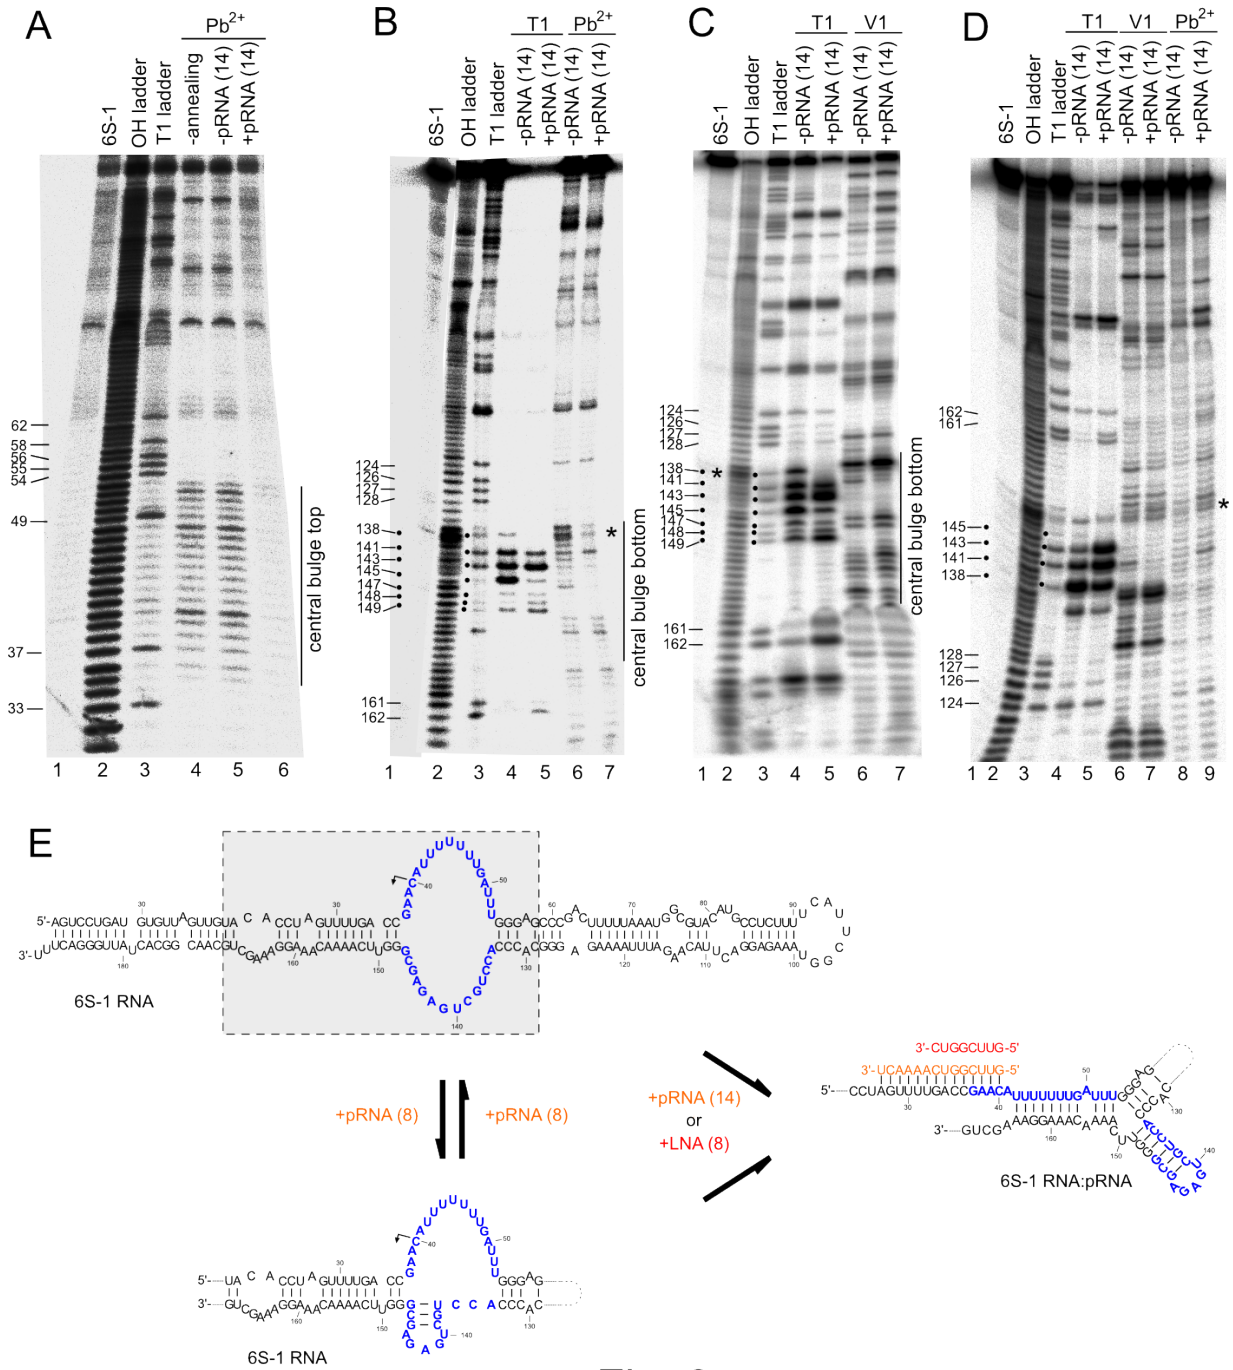 A
Pb2+
6S-1
OH ladder
T1 ladder
-annealing
-pRNA (14)
+pRNA (14)
62
58
56
55
54
49
37
33
central bulge top
1 2 3 4 5 6
B
T1 Pb2+
6S-1
OH ladder
T1 ladder
-pRNA (14)
+pRNA (14)
-pRNA (14)
+pRNA (14)
124
126
127
128
138
141
143
145
147
148
149
161
162
*
central bulge bottom
1 2 3 4 5 6 7
C
T1 V1
6S-1
OH ladder
T1 ladder
-pRNA (14)
+pRNA (14)
-pRNA (14)
+pRNA (14)
124
126
127
128
138
*
141
143
145
147
148
149
161
162
central bulge bottom
1 2 3 4 5 6 7
D
T1 V1 Pb2+
6S-1
OH ladder
T1 ladder
-pRNA (14)
+pRNA (14)
-pRNA (14)
+pRNA (14)
-pRNA (14)
+pRNA (14)
162
161
*
145
143
141
138
128
127
126
124
1 2 3 4 5 6 7 8 9
E
6S-1 RNA
+pRNA (8)
+pRNA (8)
+pRNA (14)
or
+LNA (8)
3'-CUGGCUUG-5'
3'-UCAAAACUGGCUUG-5'
6S-1 RNA:pRNA
6S-1 RNA